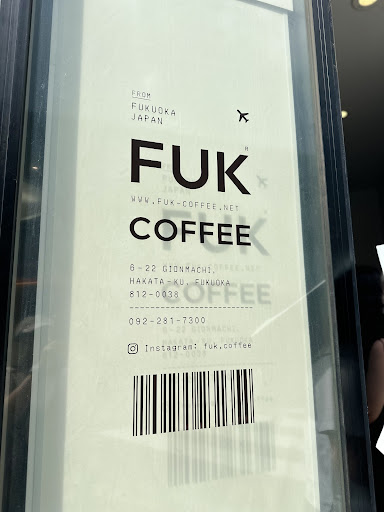 FROM
FUKUOKA
JAPAN
FUK
R
WWW.FUK-COFFEE.NET
COFFEE
6-22 GIONMACHI,
HAKATA-KU, FUKUOKA
812-0038
092-281-7300
Instagram: fuk.coffee